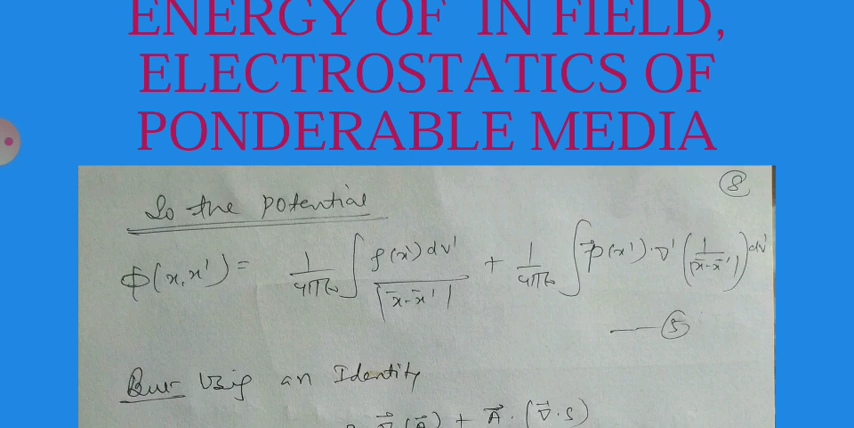 ENERGY OF IN FIELD,
ELECTROSTATICS OF
PONDERABLE MEDIA
8
So the potential
ϕ(x,x') = 1/4πε₀ ∫ ρ(x')dv'/|x̄-x̄'| + 1/4πε₀ ∫ p⃗(x')·∇'(1/|x̄-x̄'|)dv'
—— 5
But Using an Identity
∇⃗(A⃗) + A⃗·(∇⃗·S)